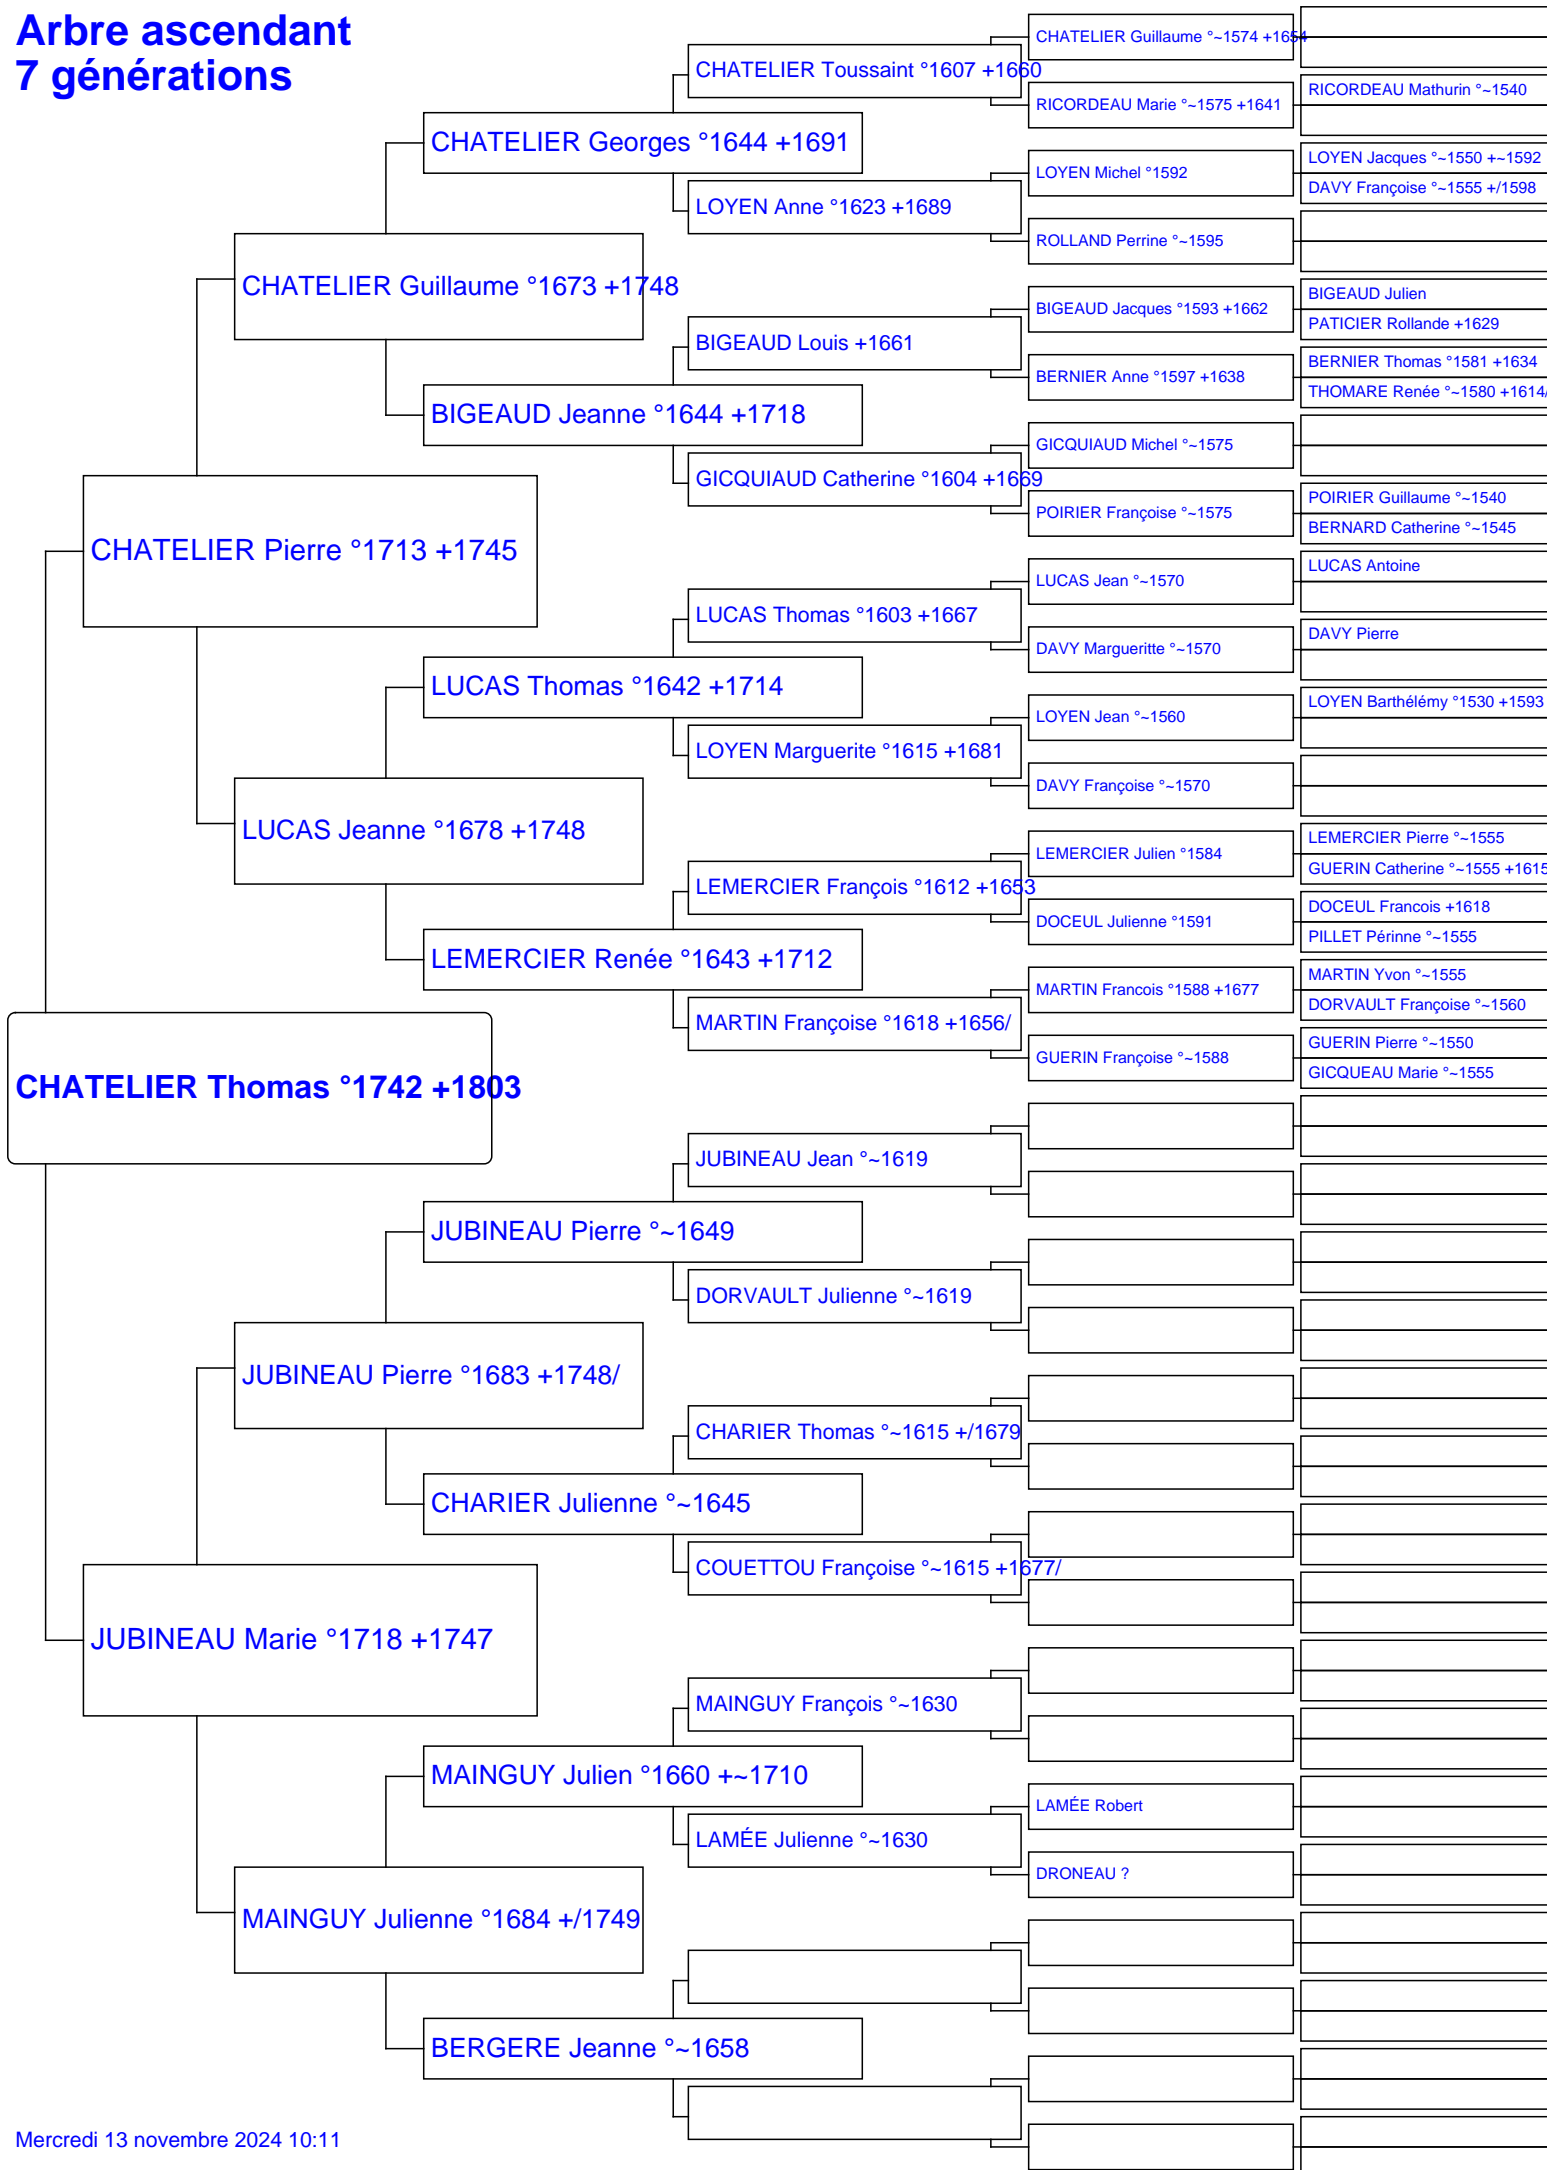 Arbre ascendant
7 générations
CHATELIER Thomas °1742 +1803
CHATELIER Pierre °1713 +1745
JUBINEAU Marie °1718 +1747
CHATELIER Guillaume °1673 +1748
LUCAS Jeanne °1678 +1748
JUBINEAU Pierre °1683 +1748/
MAINGUY Julienne °1684 +/1749
CHATELIER Georges °1644 +1691
BIGEAUD Jeanne °1644 +1718
LUCAS Thomas °1642 +1714
LEMERCIER Renée °1643 +1712
JUBINEAU Pierre °~1649
CHARIER Julienne °~1645
MAINGUY Julien °1660 +~1710
BERGERE Jeanne °~1658
CHATELIER Toussaint °1607 +1660
LOYEN Anne °1623 +1689
BIGEAUD Louis +1661
GICQUIAUD Catherine °1604 +1669
LUCAS Thomas °1603 +1667
LOYEN Marguerite °1615 +1681
LEMERCIER François °1612 +1653
MARTIN Françoise °1618 +1656/
JUBINEAU Jean °~1619
DORVAULT Julienne °~1619
CHARIER Thomas °~1615 +/1679
COUETTOU Françoise °~1615 +1677/
MAINGUY François °~1630
LAMÉE Julienne °~1630
CHATELIER Guillaume °~1574 +1654
RICORDEAU Marie °~1575 +1641
LOYEN Michel °1592
ROLLAND Perrine °~1595
BIGEAUD Jacques °1593 +1662
BERNIER Anne °1597 +1638
GICQUIAUD Michel °~1575
POIRIER Françoise °~1575
LUCAS Jean °~1570
DAVY Margueritte °~1570
LOYEN Jean °~1560
DAVY Françoise °~1570
LEMERCIER Julien °1584
DOCEUL Julienne °1591
MARTIN Francois °1588 +1677
GUERIN Françoise °~1588
LAMÉE Robert
DRONEAU ?
RICORDEAU Mathurin °~1540
LOYEN Jacques °~1550 +~1592
DAVY Françoise °~1555 +/1598
BIGEAUD Julien
PATICIER Rollande +1629
BERNIER Thomas °1581 +1634
THOMARE Renée °~1580 +1614/
POIRIER Guillaume °~1540
BERNARD Catherine °~1545
LUCAS Antoine
DAVY Pierre
LOYEN Barthélémy °1530 +1593
LEMERCIER Pierre °~1555
GUERIN Catherine °~1555 +1615
DOCEUL Francois +1618
PILLET Périnne °~1555
MARTIN Yvon °~1555
DORVAULT Françoise °~1560
GUERIN Pierre °~1550
GICQUEAU Marie °~1555
Mercredi 13 novembre 2024 10:11